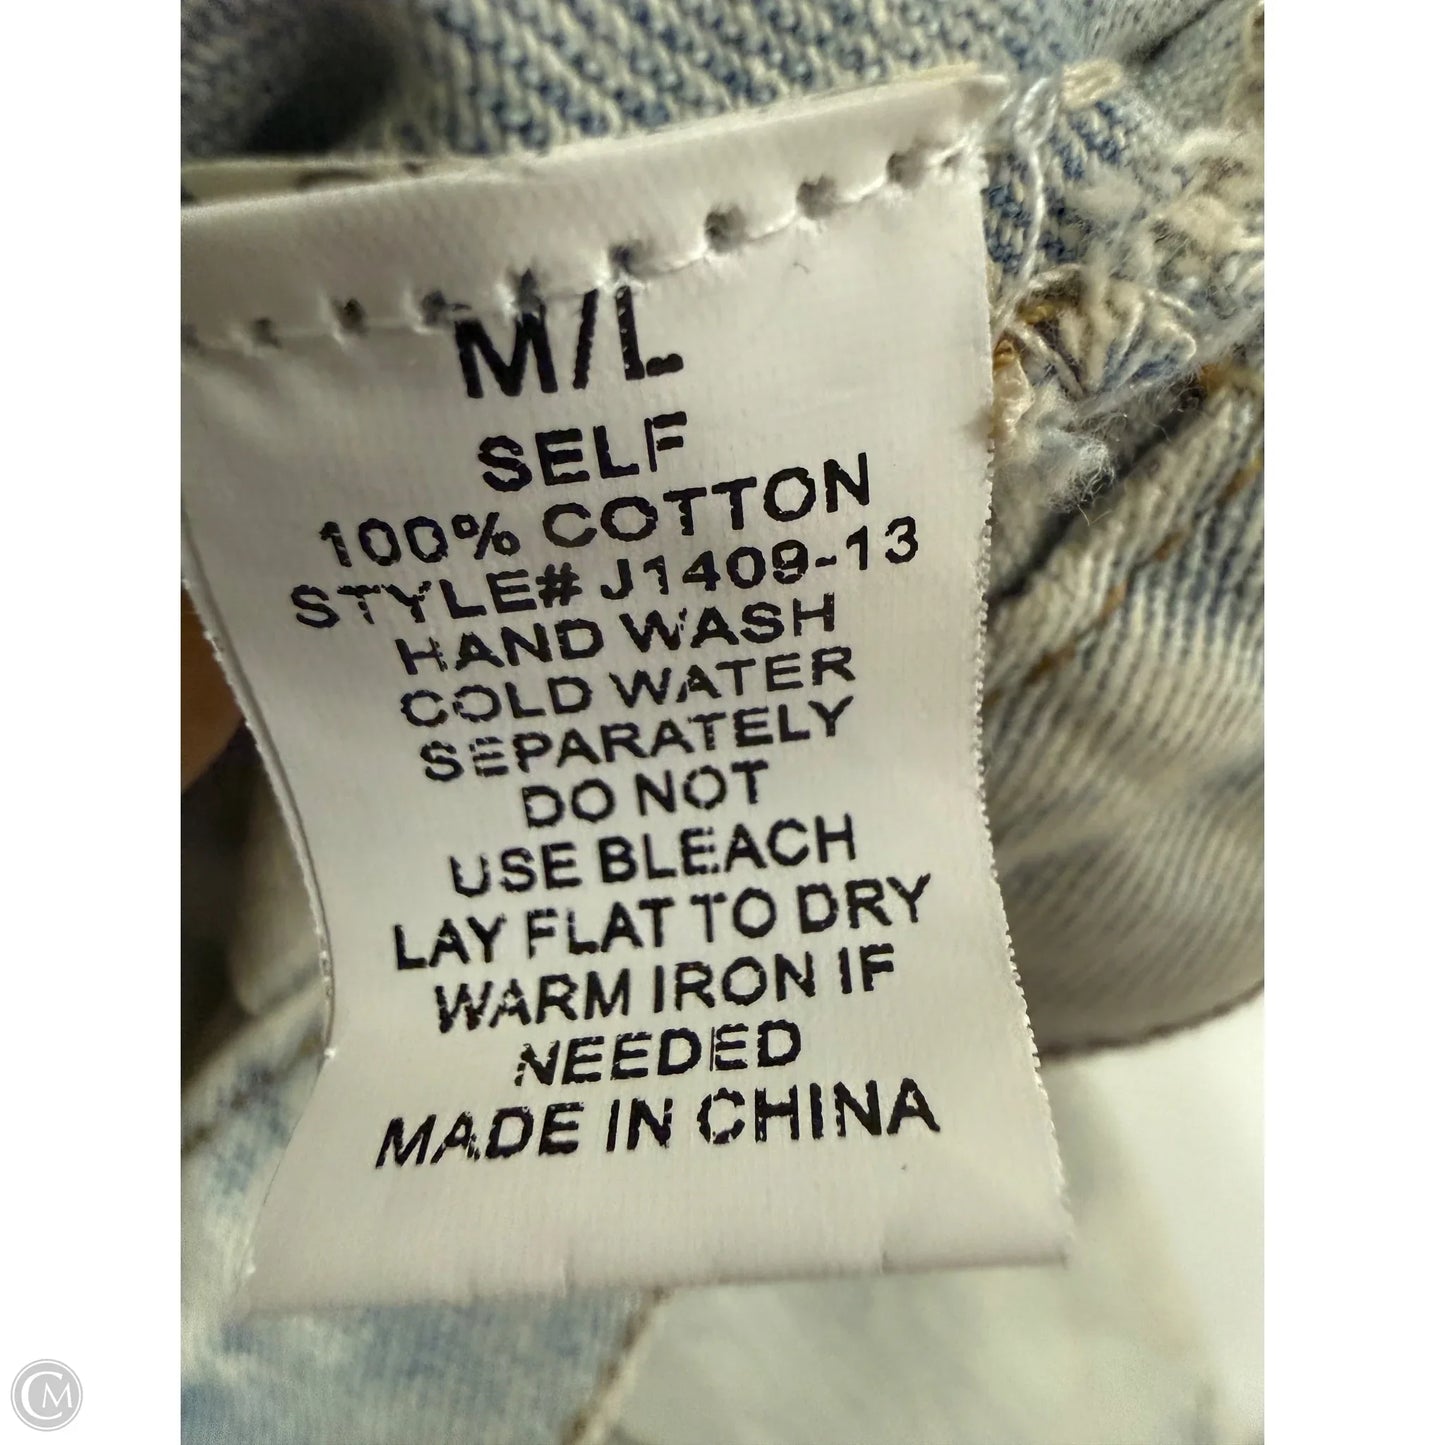 M/L
SELF
100% COTTON
STYLE# J1409-13
HAND WASH
COLD WATER
SEPARATELY
DO NOT
USE BLEACH
LAY FLAT TO DRY
WARM IRON IF
NEEDED
MADE IN CHINA
CM